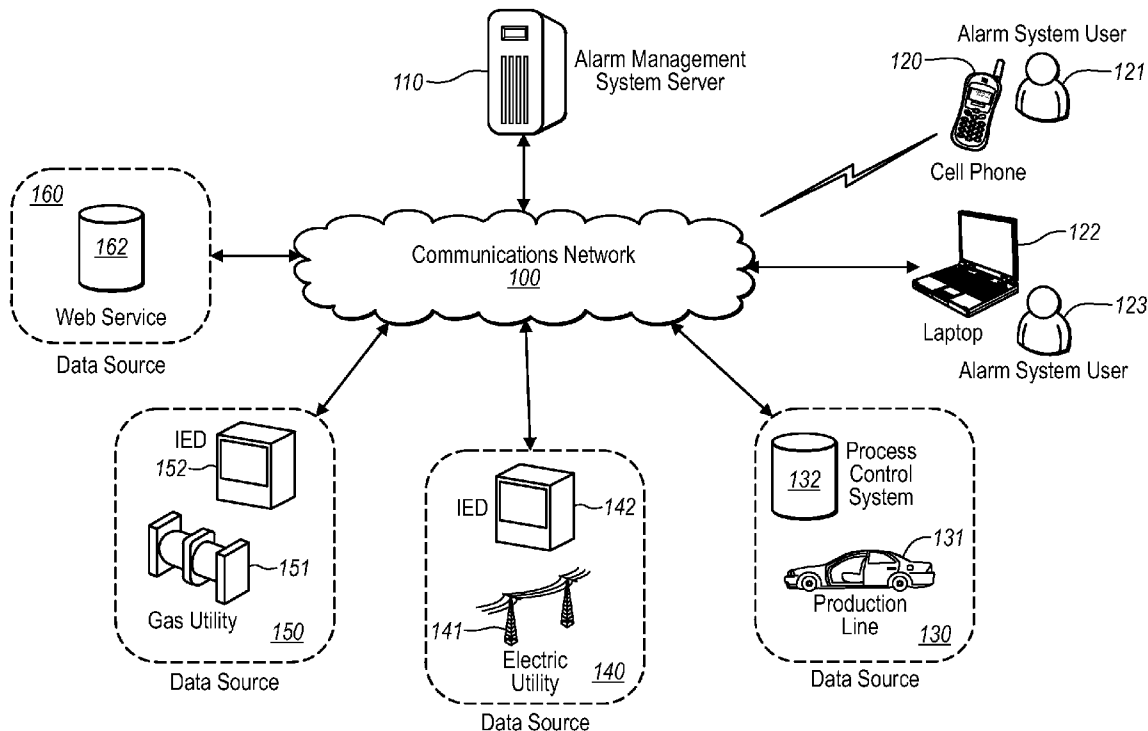 110
Alarm Management
System Server
Alarm System User
120
121
Cell Phone
160
162
Web Service
Data Source
Communications Network
100
122
Laptop
123
Alarm System User
IED
152
151
Gas Utility
150
Data Source
IED
142
141
Electric
Utility
140
Data Source
132
Process
Control
System
131
Production
Line
130
Data Source